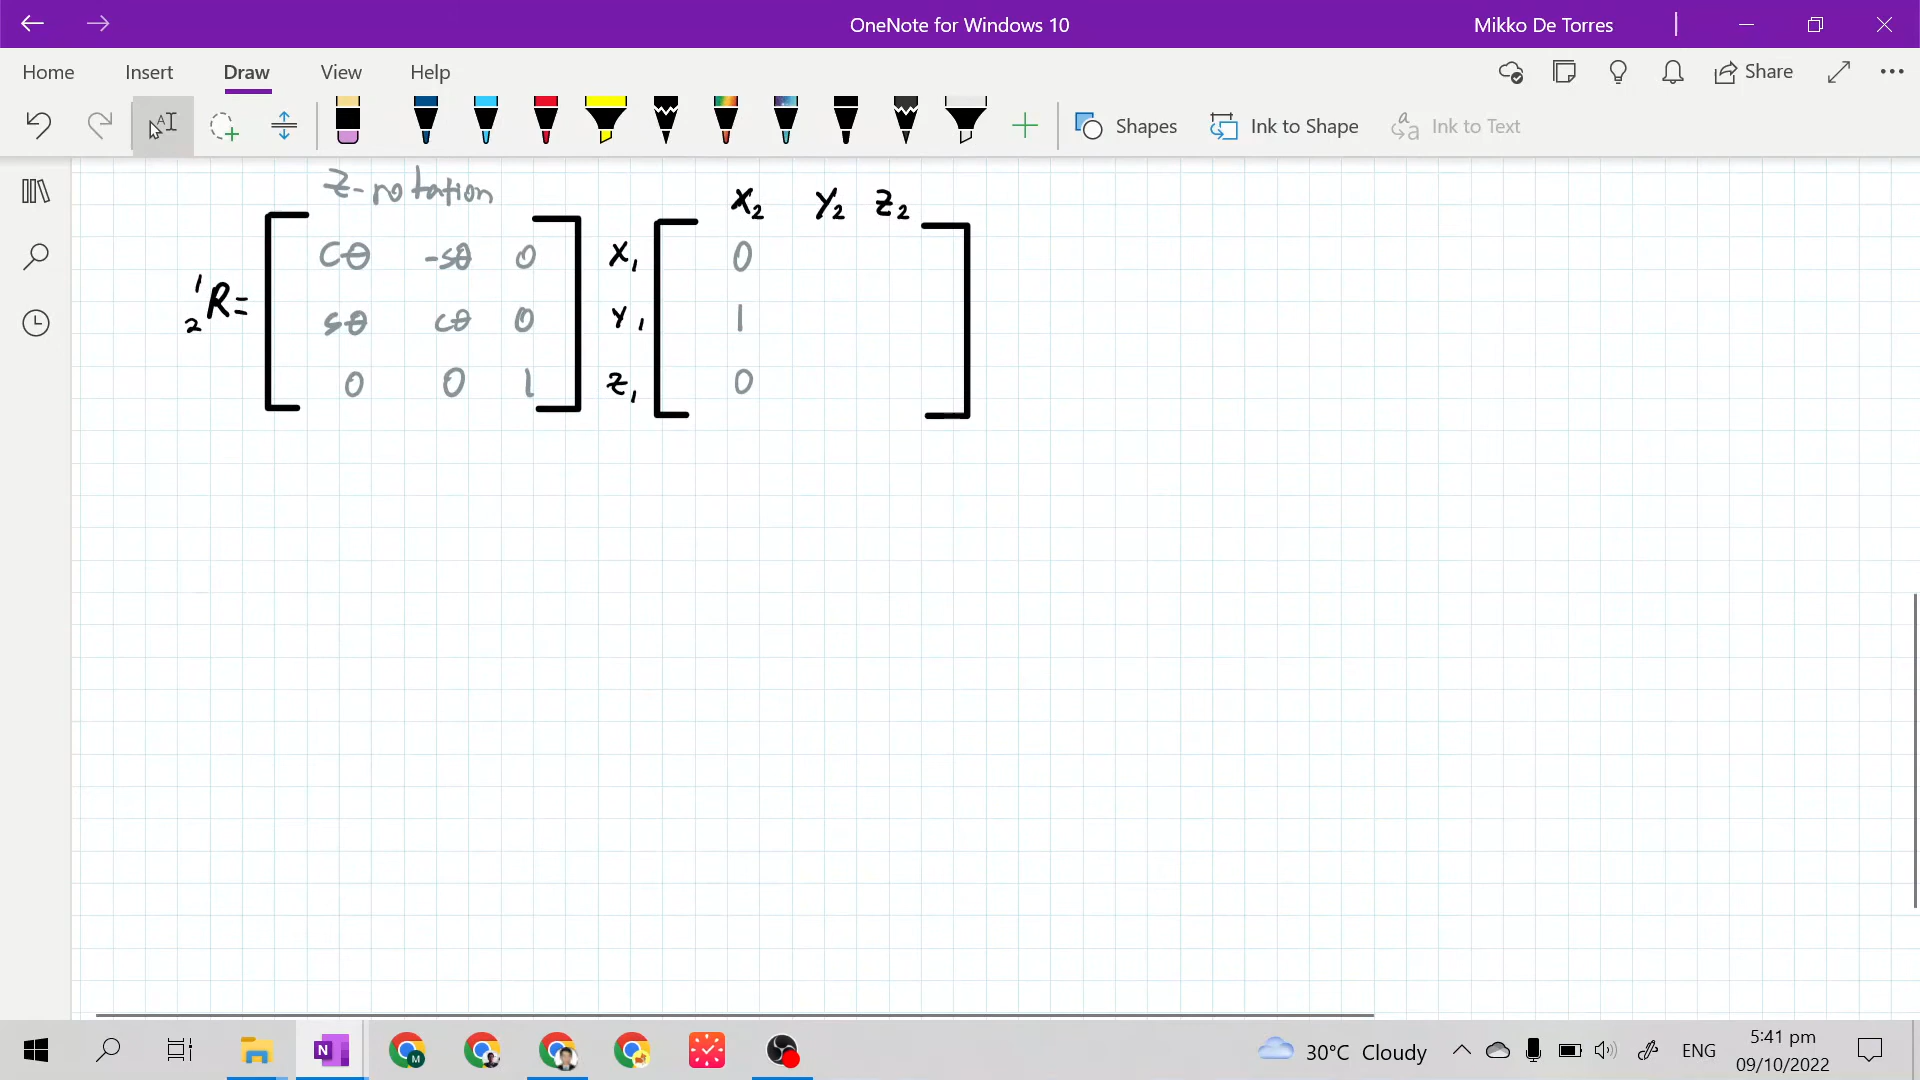 OneNote for Windows 10
Mikko De Torres
Home Insert Draw View Help
Share
Shapes Ink to Shape Ink to Text
z-rotation
X₂ Y₂ Z₂
¹₂R= [ cθ -sθ 0 ] X₁ [ 0 ]
[ sθ cθ 0 ] Y₁ [ 1 ]
[ 0 0 1 ] Z₁ [ 0 ]
30°C Cloudy
ENG
5:41 pm
09/10/2022